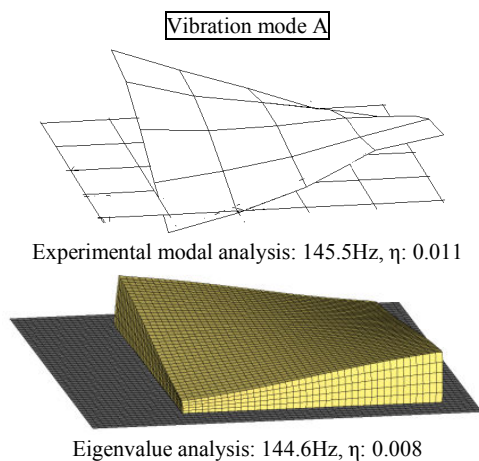 Vibration mode A
Experimental modal analysis: 145.5Hz, η: 0.011
Eigenvalue analysis: 144.6Hz, η: 0.008